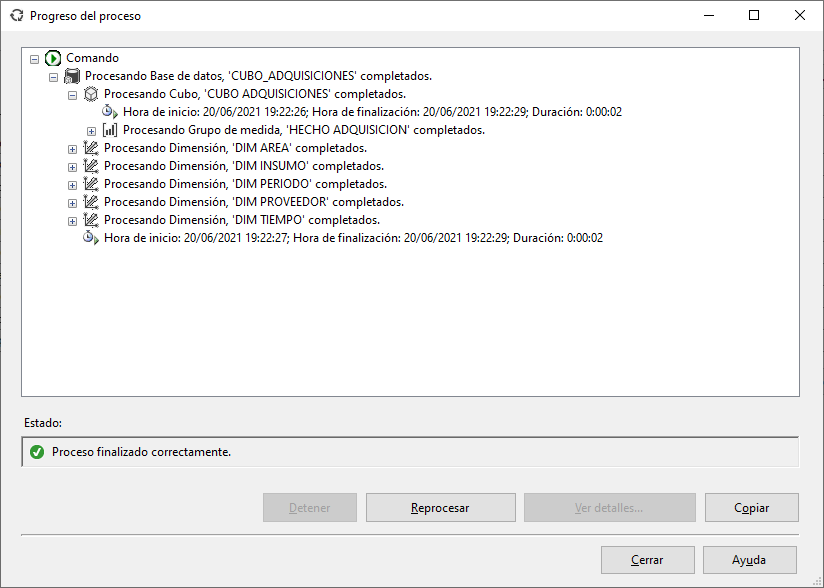 Progreso del proceso
Comando
Procesando Base de datos, 'CUBO_ADQUISICIONES' completados.
Procesando Cubo, 'CUBO ADQUISICIONES' completados.
Hora de inicio: 20/06/2021 19:22:26; Hora de finalización: 20/06/2021 19:22:29; Duración: 0:00:02
Procesando Grupo de medida, 'HECHO ADQUISICION' completados.
Procesando Dimensión, 'DIM AREA' completados.
Procesando Dimensión, 'DIM INSUMO' completados.
Procesando Dimensión, 'DIM PERIODO' completados.
Procesando Dimensión, 'DIM PROVEEDOR' completados.
Procesando Dimensión, 'DIM TIEMPO' completados.
Hora de inicio: 20/06/2021 19:22:27; Hora de finalización: 20/06/2021 19:22:29; Duración: 0:00:02
Estado:
Proceso finalizado correctamente.
Detener
Reprocesar
Ver detalles...
Copiar
Cerrar
Ayuda